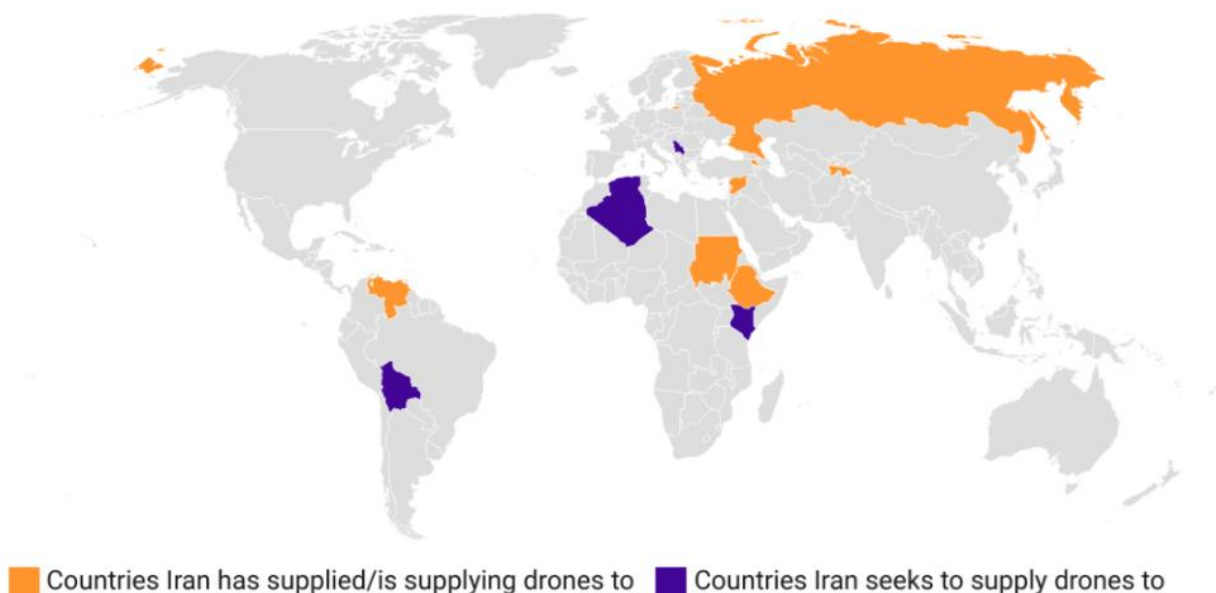 Countries Iran has supplied/is supplying drones to
Countries Iran seeks to supply drones to